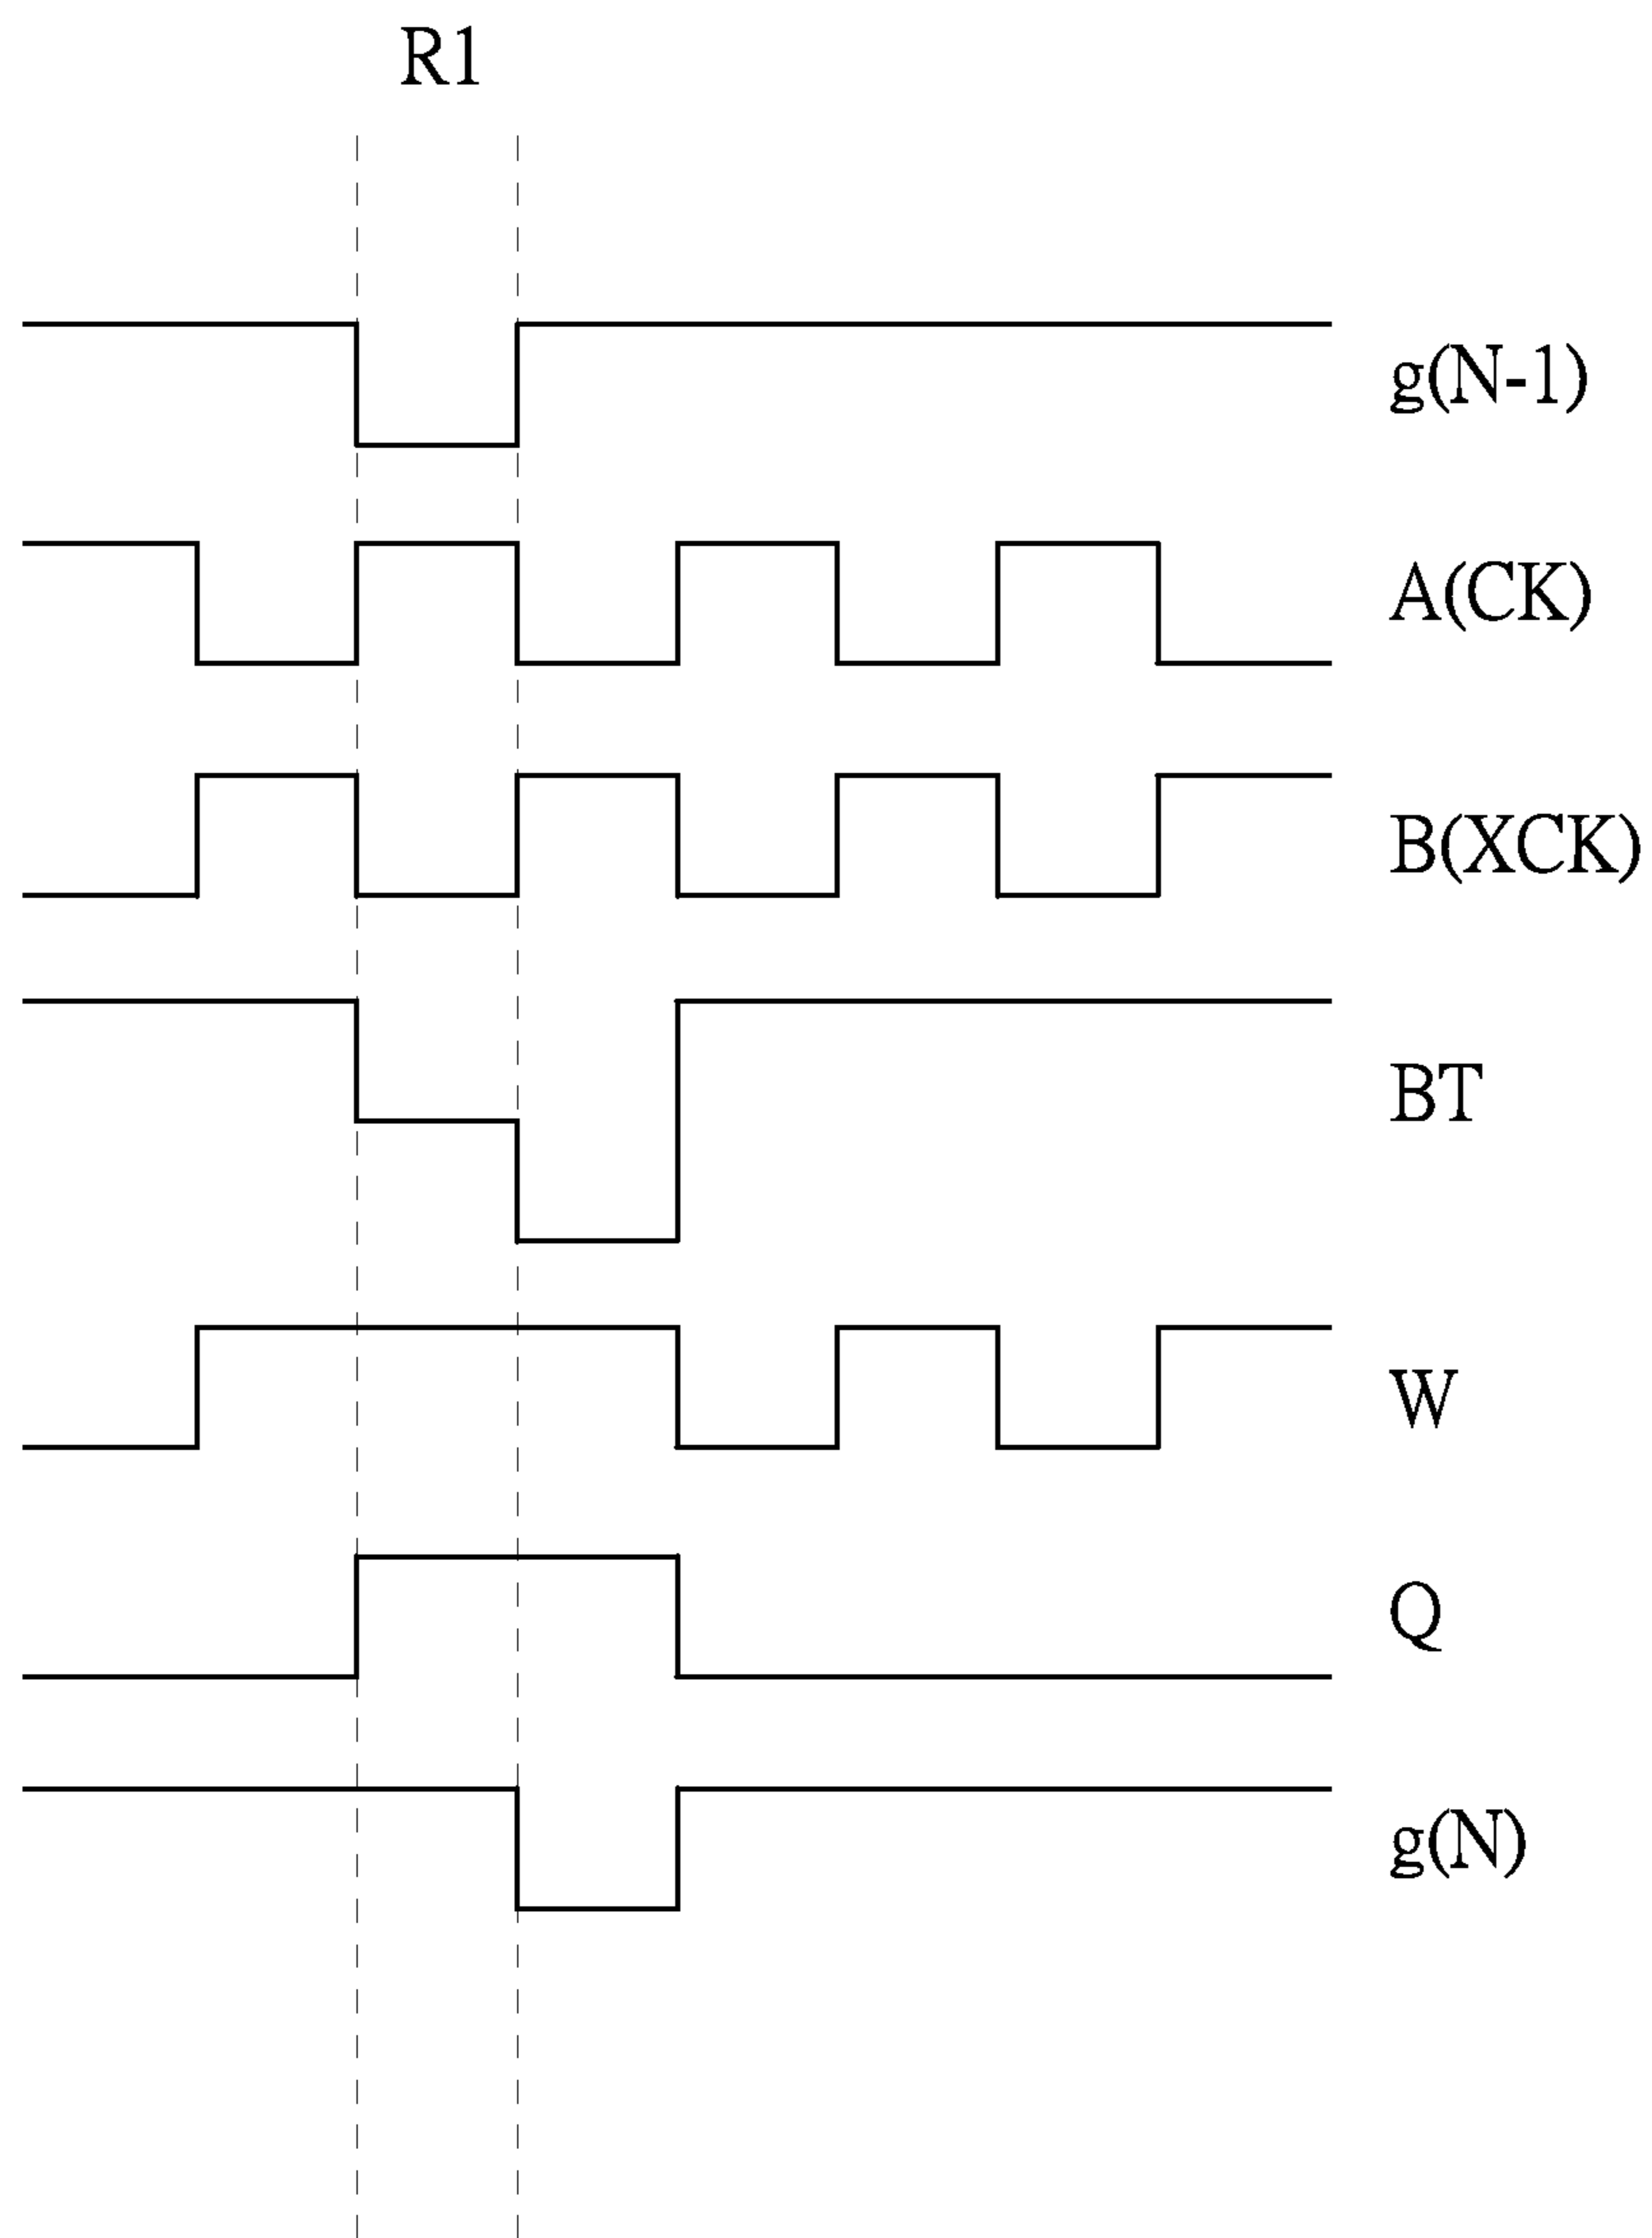 R1
g(N-1)
A(CK)
B(XCK)
BT
W
Q
g(N)